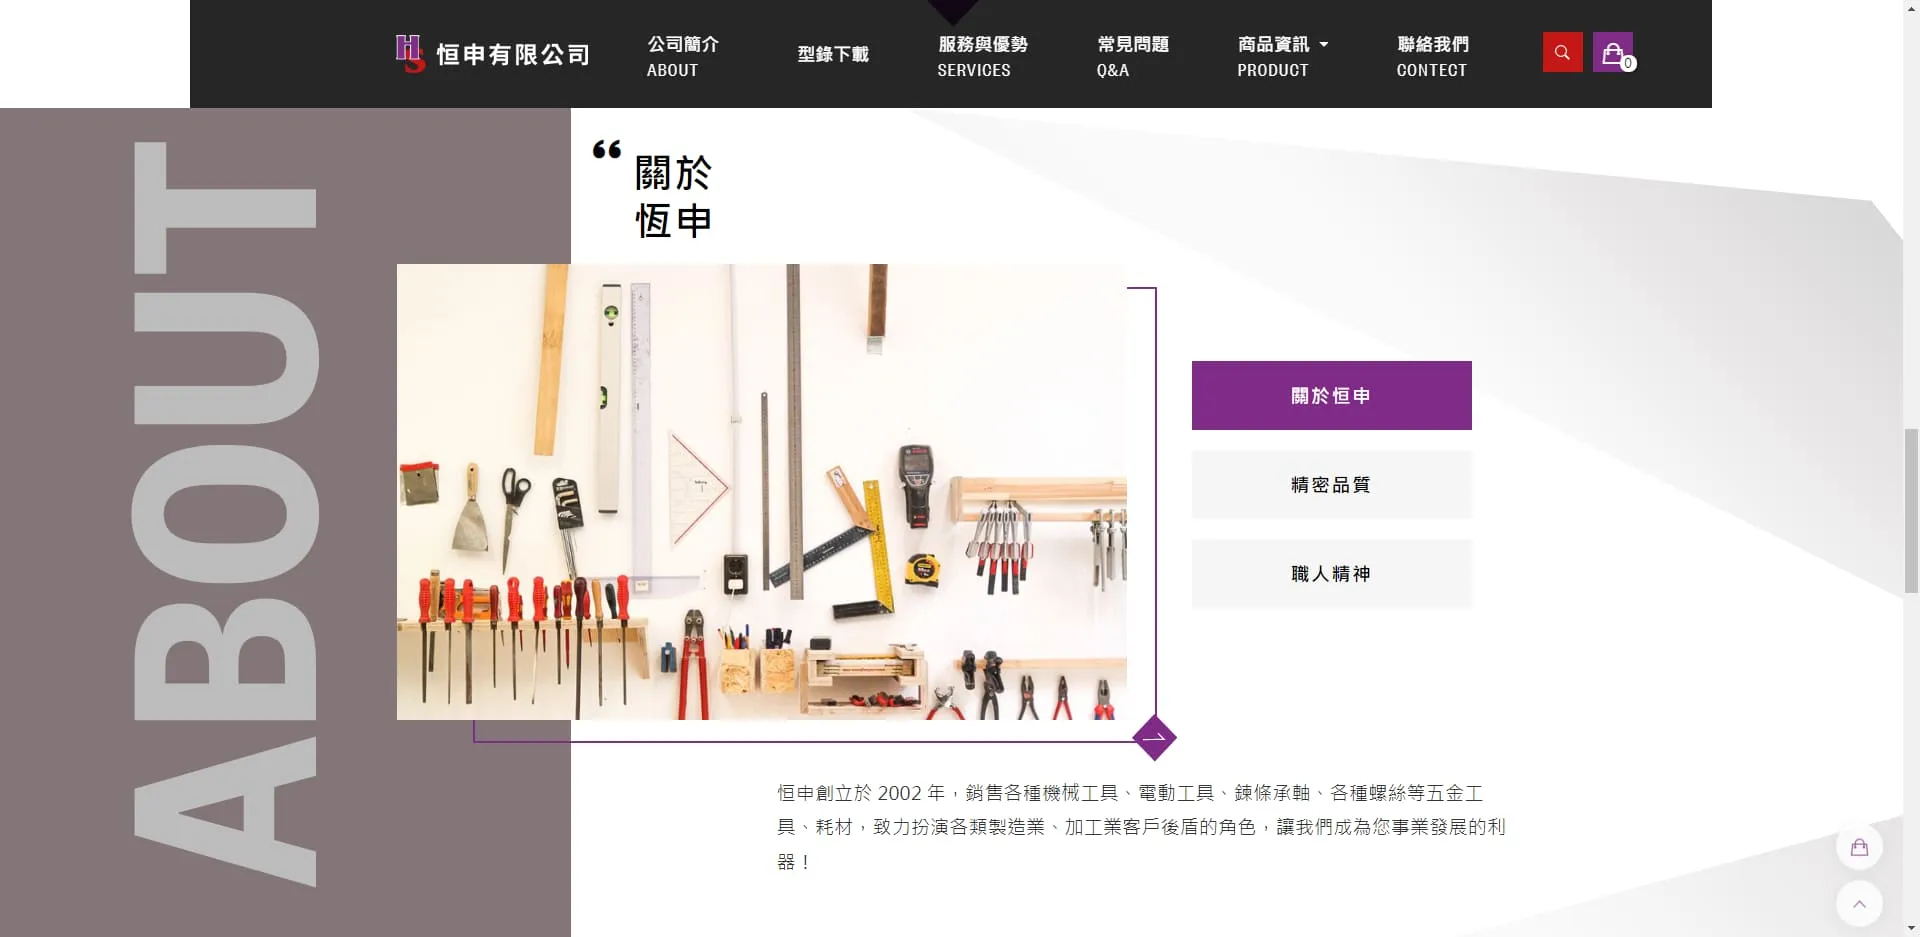 HS 恒申有限公司
公司簡介
ABOUT
型錄下載
服務與優勢
SERVICES
常見問題
Q&A
商品資訊
PRODUCT
聯絡我們
CONTECT
0
ABOUT
❝ 關於
恆申
關於恒申
精密品質
職人精神
恒申創立於 2002 年，銷售各種機械工具、電動工具、鍊條承軸、各種螺絲等五金工
具、耗材，致力扮演各類製造業、加工業客戶後盾的角色，讓我們成為您事業發展的利
器！